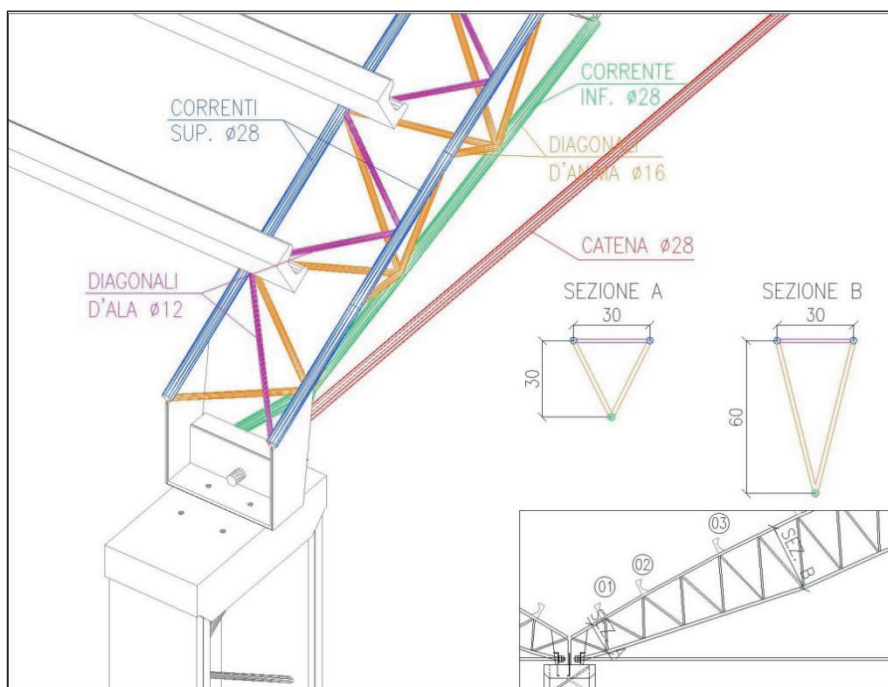 CORRENTI
SUP. ø28
CORRENTE
INF. ø28
DIAGONALI
D'ANIMA ø16
CATENA ø28
DIAGONALI
D'ALA ø12
SEZIONE A
30
30
SEZIONE B
30
60
03
02
01
SEZ. B
SEZ. A